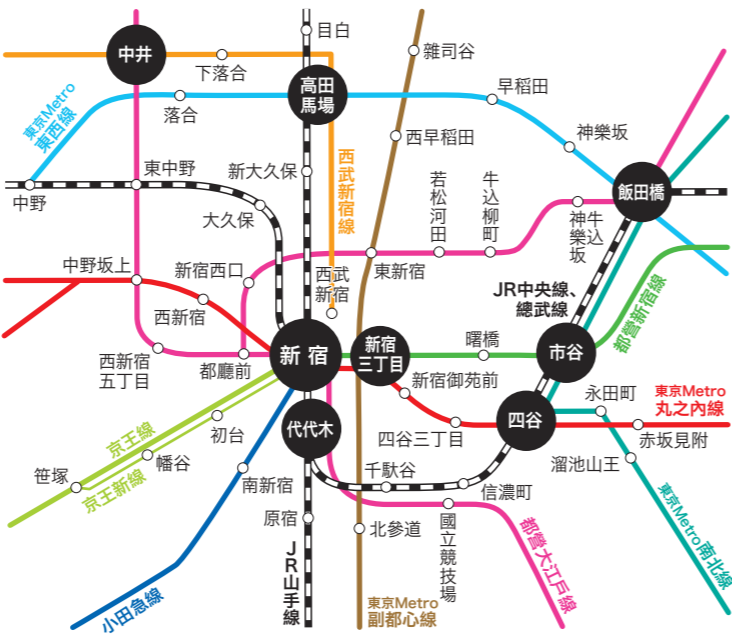 目白
雜司谷
中井
下落合
高田
馬場
早稻田
東京Metro
東西線
落合
西早稻田
神樂坂
東中野
新大久保
西武新宿線
若松河田
牛込柳町
飯田橋
中野
大久保
牛込
神樂坂
中野坂上
新宿西口
西武
新宿
東新宿
JR中央線、
總武線
都營新宿線
西新宿
新宿
新宿
三丁目
曙橋
市谷
西新宿
五丁目
都廳前
新宿御苑前
永田町
東京Metro
丸之內線
代代木
四谷
京王線
初台
四谷三丁目
赤坂見附
幡谷
千駄谷
溜池山王
笹塚
京王新線
南新宿
信濃町
東京Metro南北線
原宿
北參道
國立競技場
都營大江戶線
JR山手線
小田急線
東京Metro
副都心線